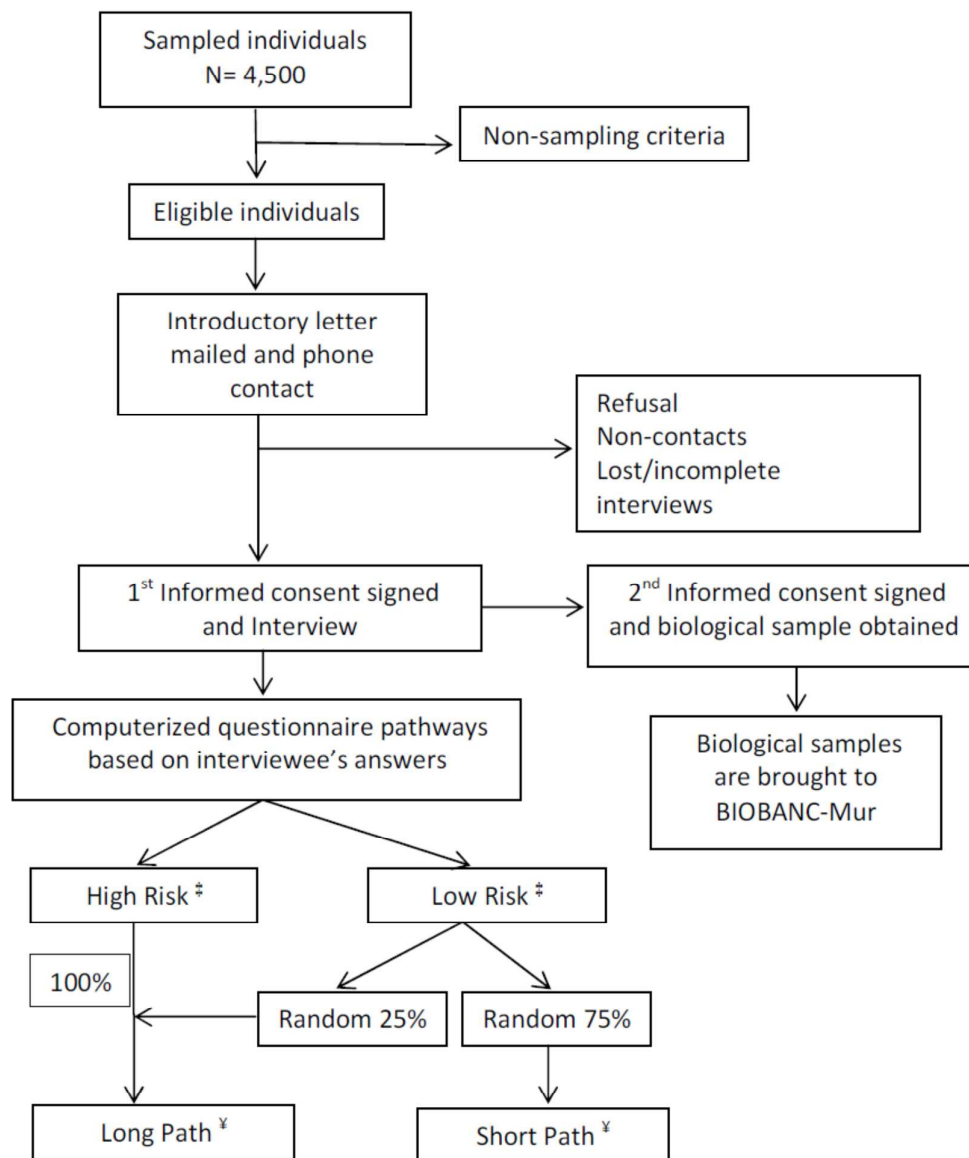 Sampled individuals
N= 4,500
Non-sampling criteria
Eligible individuals
Introductory letter
mailed and phone
contact
Refusal
Non-contacts
Lost/incomplete
interviews
1st Informed consent signed
and Interview
2nd Informed consent signed
and biological sample obtained
Computerized questionnaire pathways
based on interviewee’s answers
Biological samples
are brought to
BIOBANC-Mur
High Risk ‡
Low Risk ‡
100%
Random 25%
Random 75%
Long Path ¥
Short Path ¥